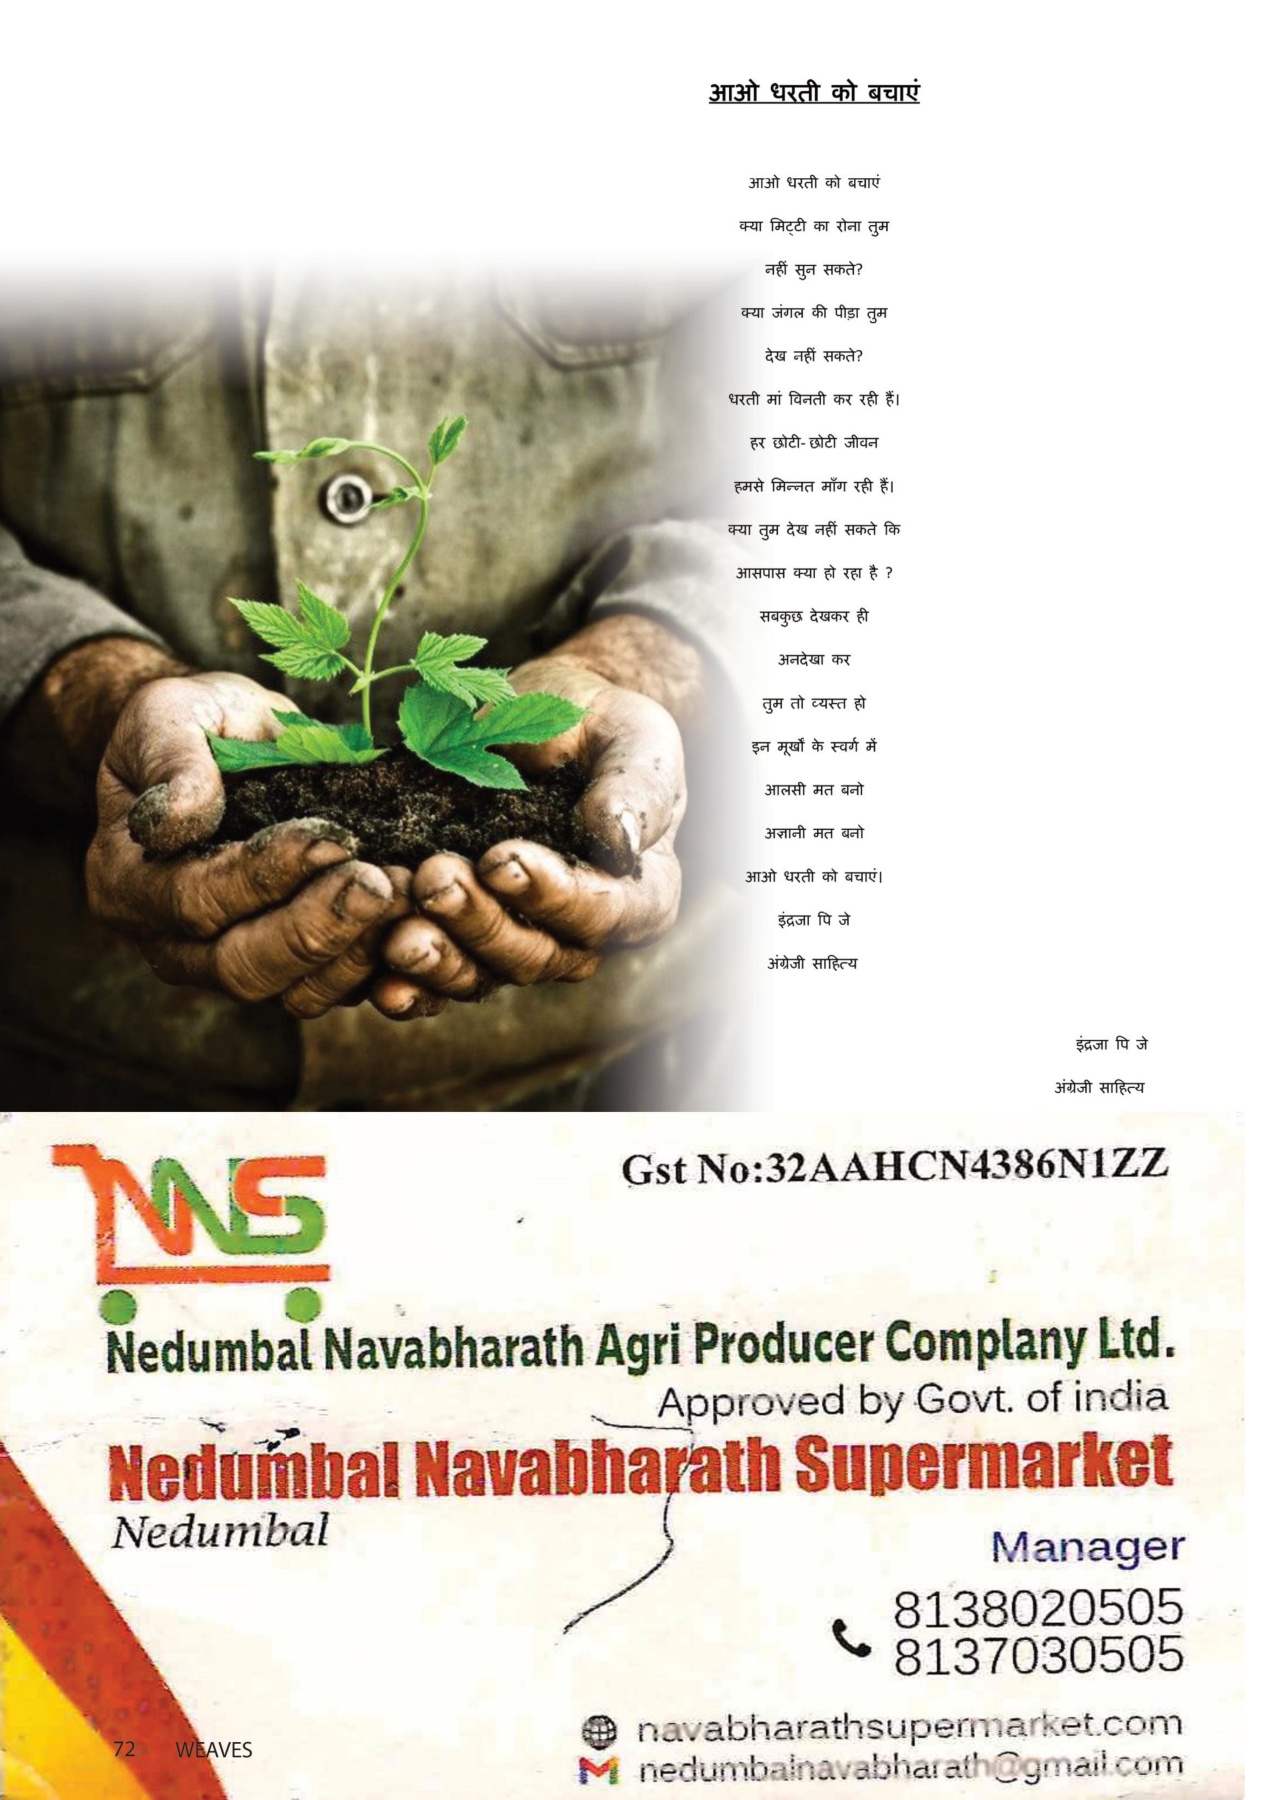 आओ धरती को बचाएं
आओ धरती को बचाएं
क्या मिट्टी का रोना तुम
नहीं सुन सकते?
क्या जंगल की पीड़ा तुम
देख नहीं सकते?
धरती मां विनती कर रही हैं।
हर छोटी- छोटी जीवन
हमसे मिन्नत माँग रही हैं।
क्या तुम देख नहीं सकते कि
आसपास क्या हो रहा है ?
सबकुछ देखकर ही
अनदेखा कर
तुम तो व्यस्त हो
इन मूर्खों के स्वर्ग में
आलसी मत बनो
अज्ञानी मत बनो
आओ धरती को बचाएं।
इंद्रजा पि जे
अंग्रेजी साहित्य
इंद्रजा पि जे
अंग्रेजी साहित्य
NNS
Gst No:32AAHCN4386N1ZZ
Nedumbal Navabharath Agri Producer Complany Ltd.
Approved by Govt. of india
Nedumbal Navabharath Supermarket
Nedumbal
Manager
8138020505
8137030505
navabharathsupermarket.com
nedumbalnavabharath@gmail.com
72 WEAVES